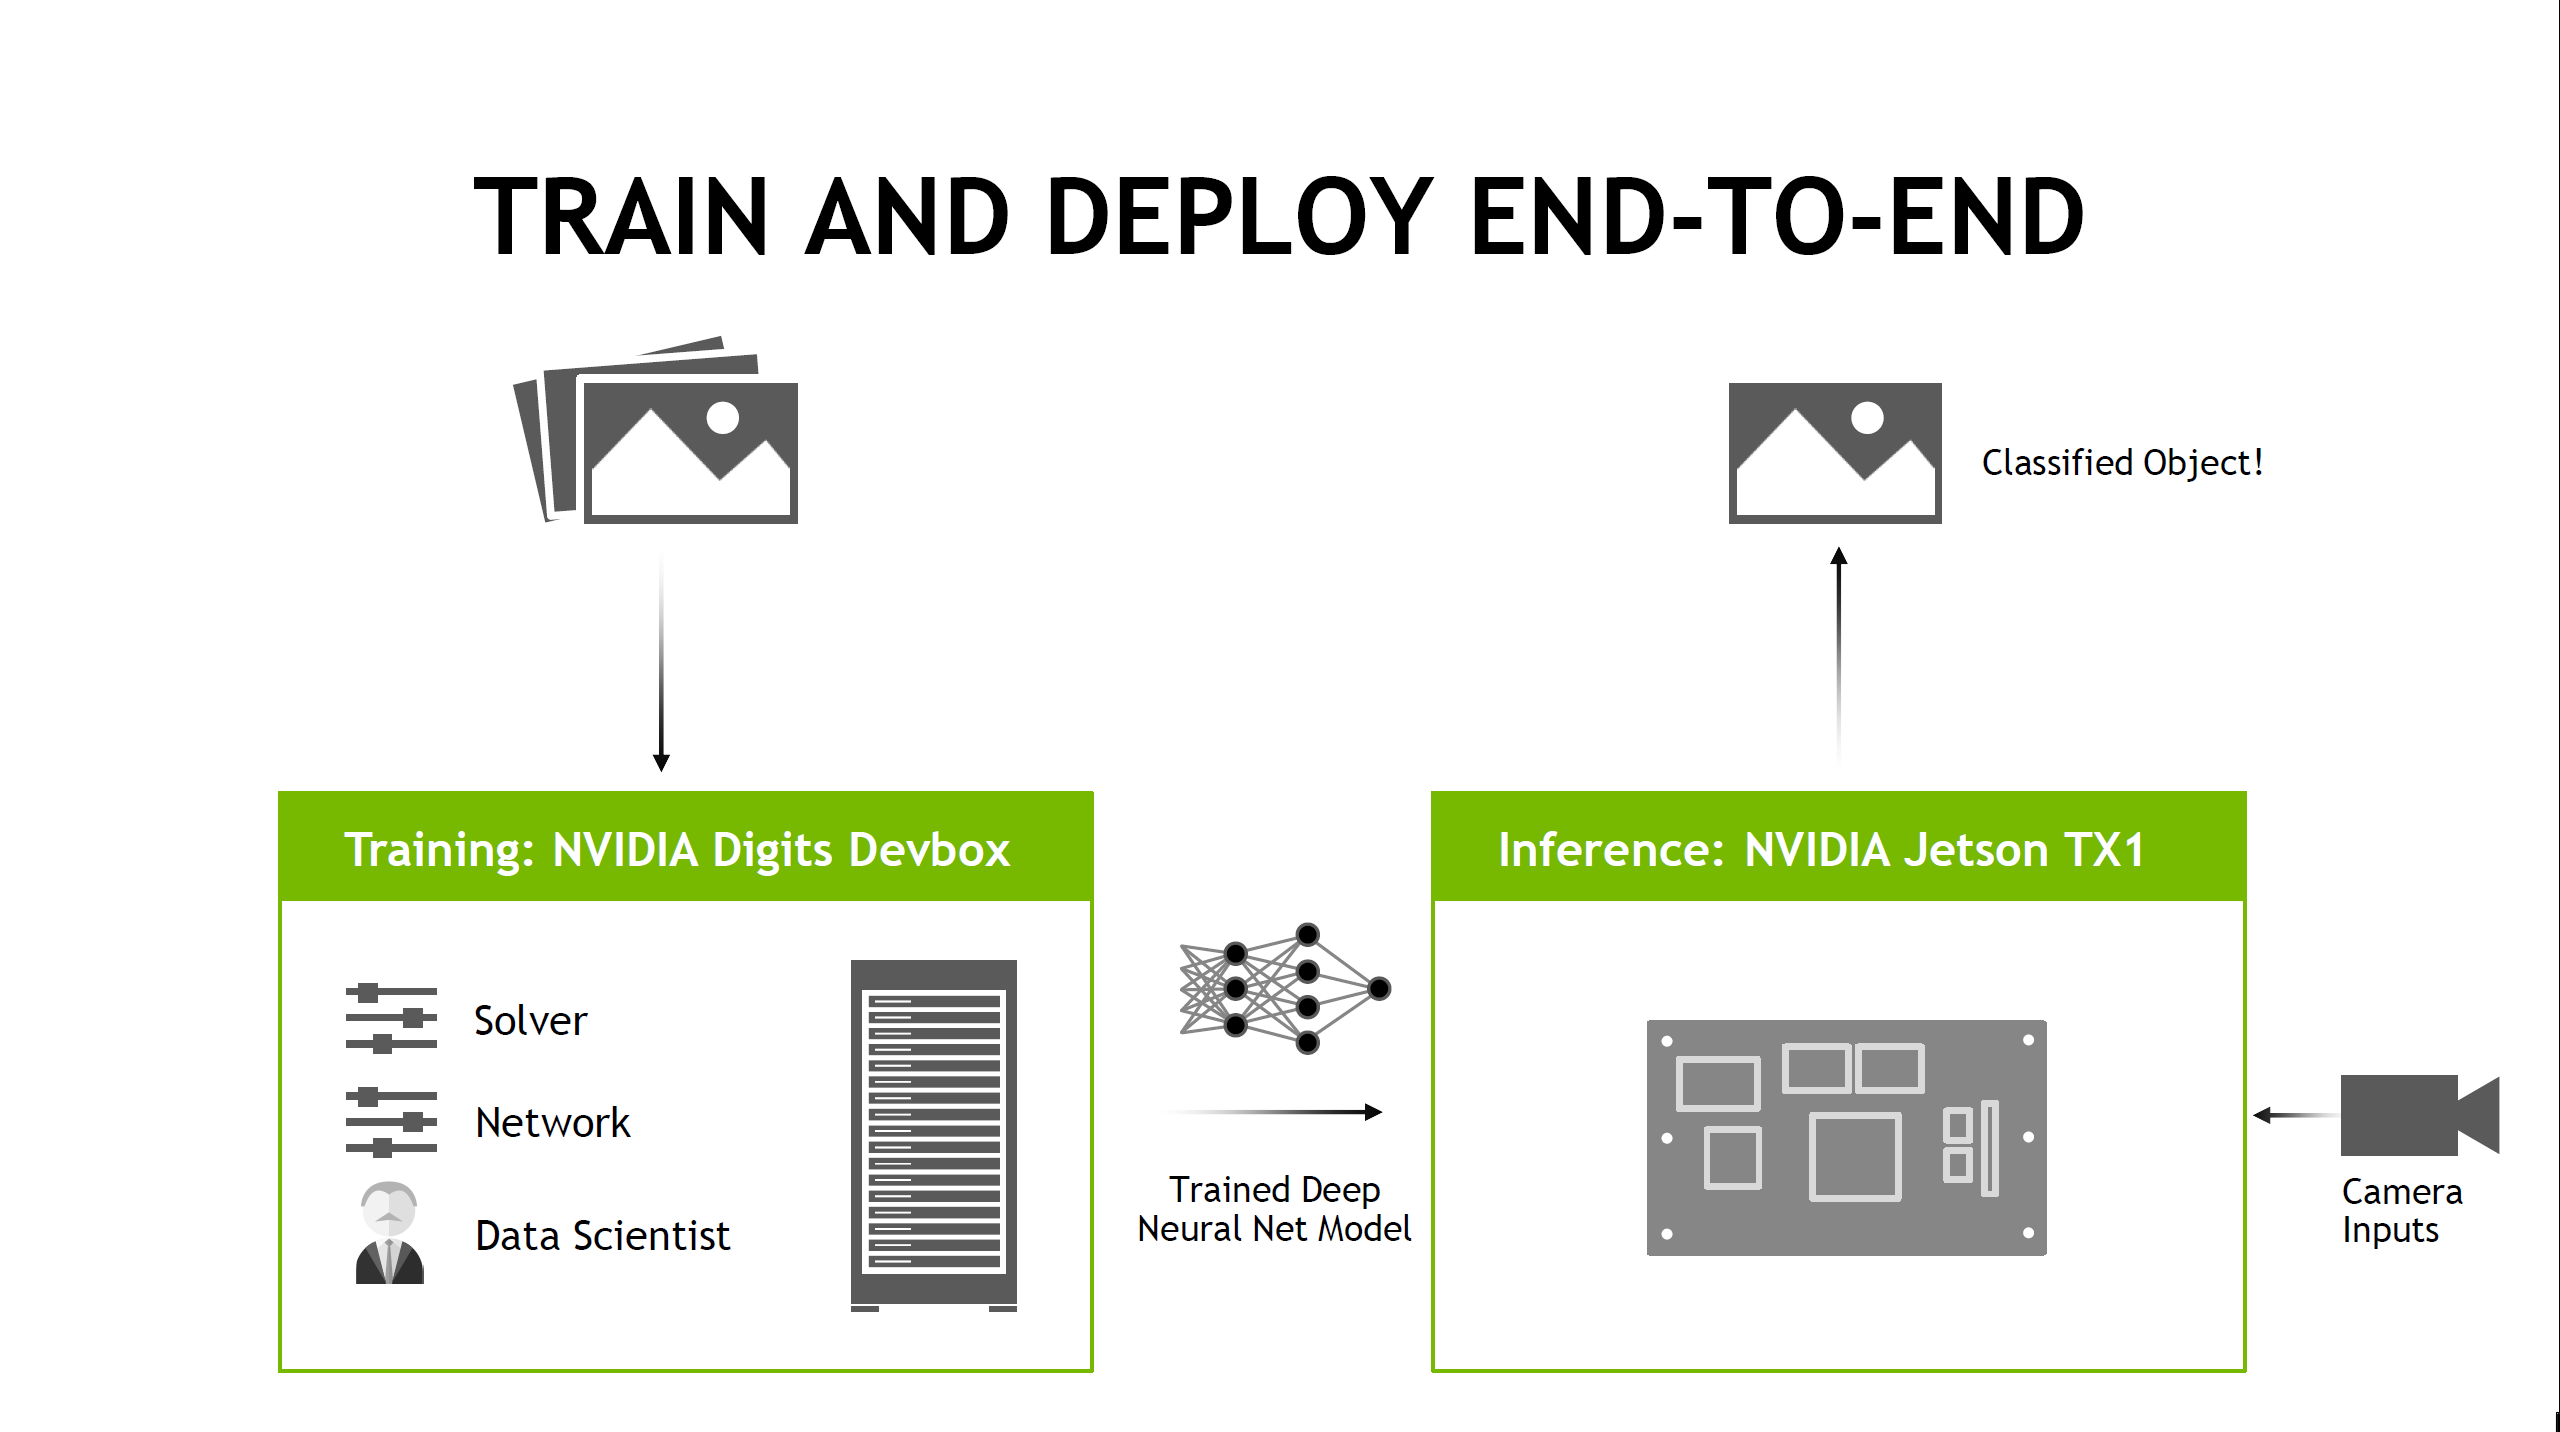 TRAIN AND DEPLOY END-TO-END
Classified Object!
Training: NVIDIA Digits Devbox
Solver
Network
Data Scientist
Trained Deep
Neural Net Model
Inference: NVIDIA Jetson TX1
Camera
Inputs